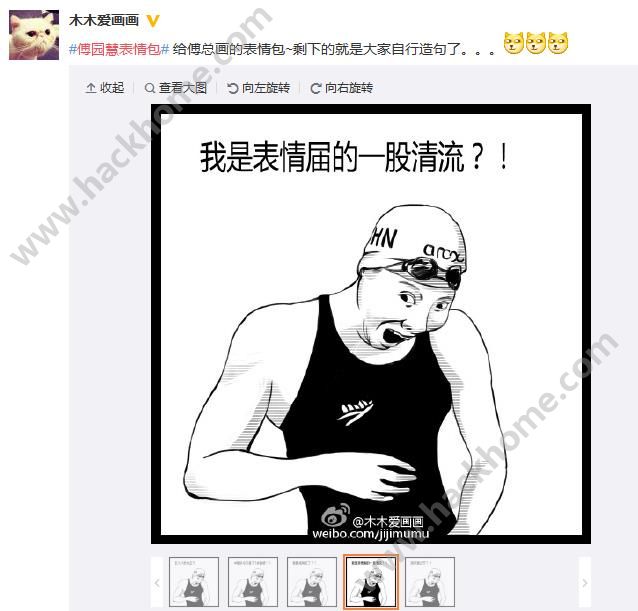 木木爱画画
#傅园慧表情包# 给傅总画的表情包~剩下的就是大家自行造句了。。。
收起 查看大图 向左旋转 向右旋转
我是表情届的一股清流？！
HN
@木木爱画画
weibo.com/jijimumu
www.hackhome.com
www.hackhome.com